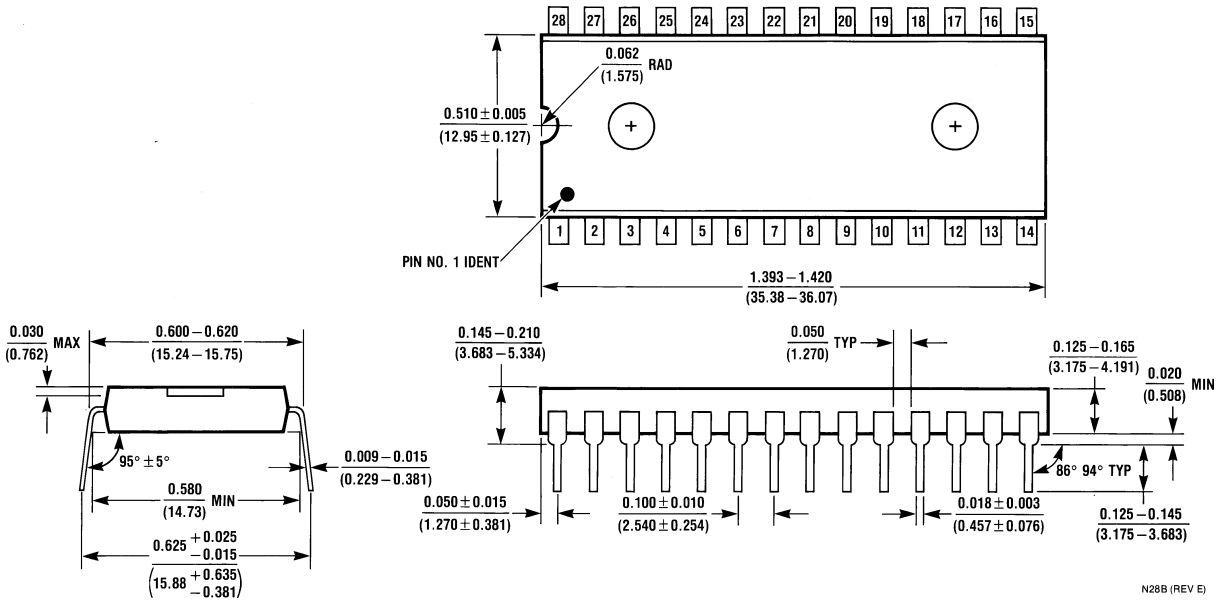 28 27 26 25 24 23 22 21 20 19 18 17 16 15
0.062
(1.575)
RAD
0.510 ± 0.005
(12.95 ± 0.127)
1 2 3 4 5 6 7 8 9 10 11 12 13 14
PIN NO. 1 IDENT
1.393 – 1.420
(35.38 – 36.07)
0.030
(0.762)
MAX
0.600 – 0.620
(15.24 – 15.75)
95° ± 5°
0.009 – 0.015
(0.229 – 0.381)
0.580
(14.73)
MIN
0.625 + 0.025
– 0.015
(15.88 + 0.635
– 0.381)
0.145 – 0.210
(3.683 – 5.334)
0.050
(1.270)
TYP
0.125 – 0.165
(3.175 – 4.191)
0.020
(0.508)
MIN
86° 94° TYP
0.050 ± 0.015
(1.270 ± 0.381)
0.100 ± 0.010
(2.540 ± 0.254)
0.018 ± 0.003
(0.457 ± 0.076)
0.125 – 0.145
(3.175 – 3.683)
N28B (REV E)